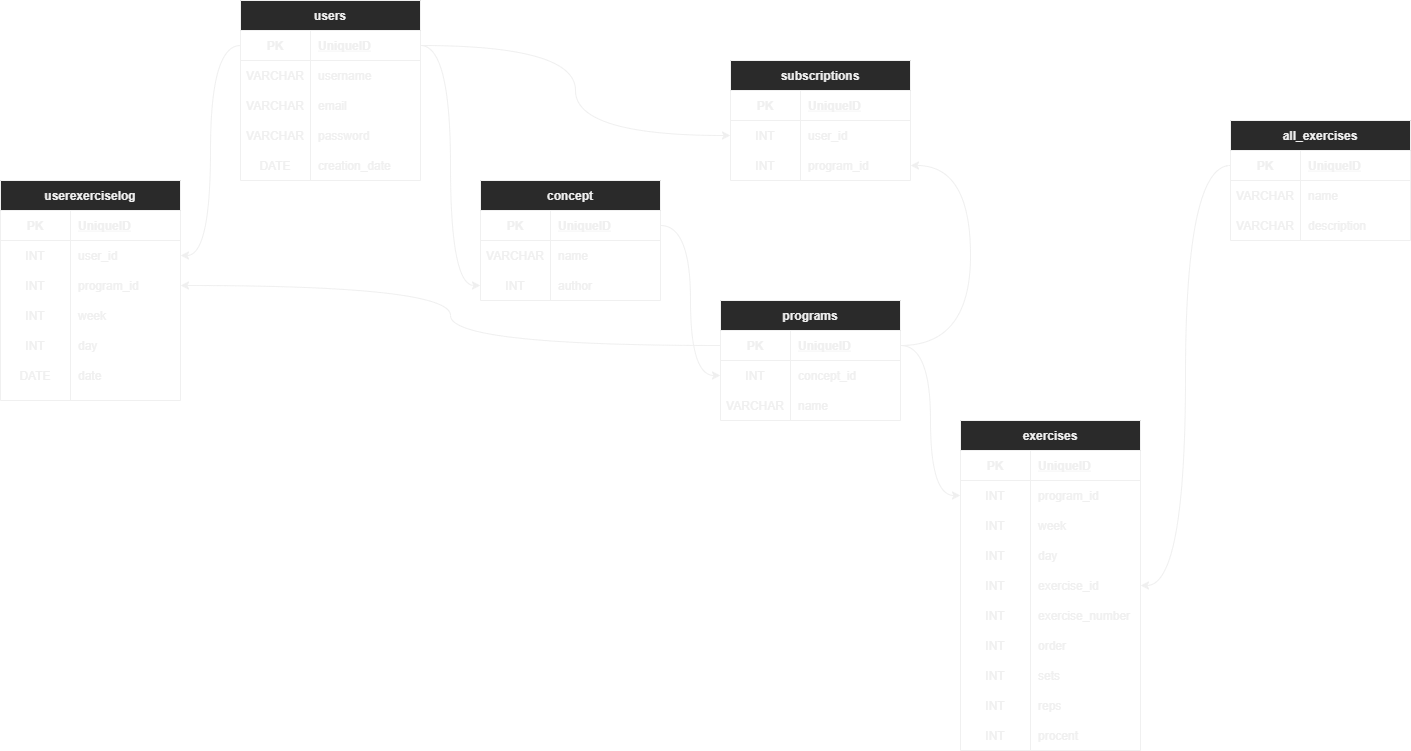 users
PK UniqueID
VARCHAR username
VARCHAR email
VARCHAR password
DATE creation_date
subscriptions
PK UniqueID
INT user_id
INT program_id
all_exercises
PK UniqueID
VARCHAR name
VARCHAR description
userexerciselog
PK UniqueID
INT user_id
INT program_id
INT week
INT day
DATE date
concept
PK UniqueID
VARCHAR name
INT author
programs
PK UniqueID
INT concept_id
VARCHAR name
exercises
PK UniqueID
INT program_id
INT week
INT day
INT exercise_id
INT exercise_number
INT order
INT sets
INT reps
INT procent